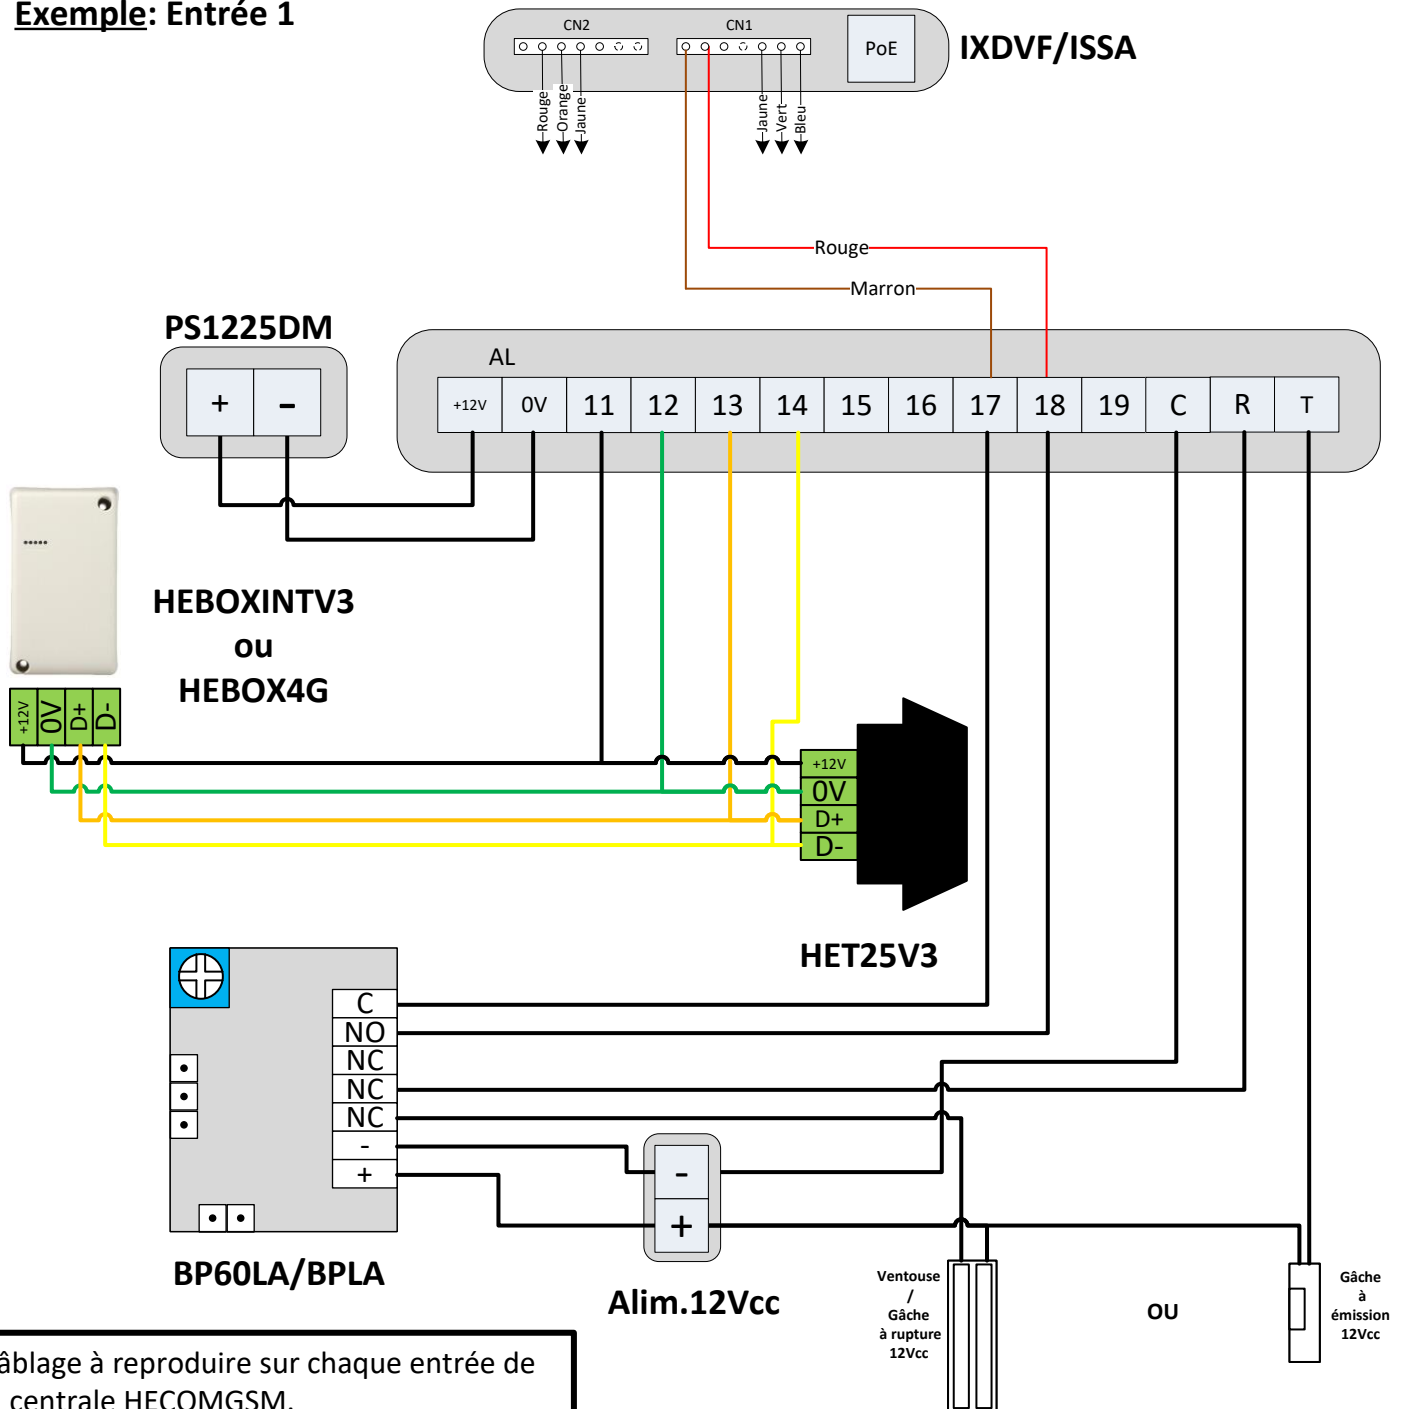 Exemple: Entrée 1
CN2
CN1
PoE
IXDVF/ISSA
Rouge
Orange
Jaune
Jaune
Vert
Bleu
Rouge
Marron
PS1225DM
+ -
AL
+12V 0V 11 12 13 14 15 16 17 18 19 C R T
HEBOXINTV3
ou
HEBOX4G
+12V 0V D+ D-
+12V
0V
D+
D-
HET25V3
C
NO
NC
NC
NC
-
+
BP60LA/BPLA
-
+
Alim.12Vcc
Ventouse
/
Gâche
à rupture
12Vcc
OU
Gâche
à
émission
12Vcc
âblage à reproduire sur chaque entrée de
centrale HECOMGSM.